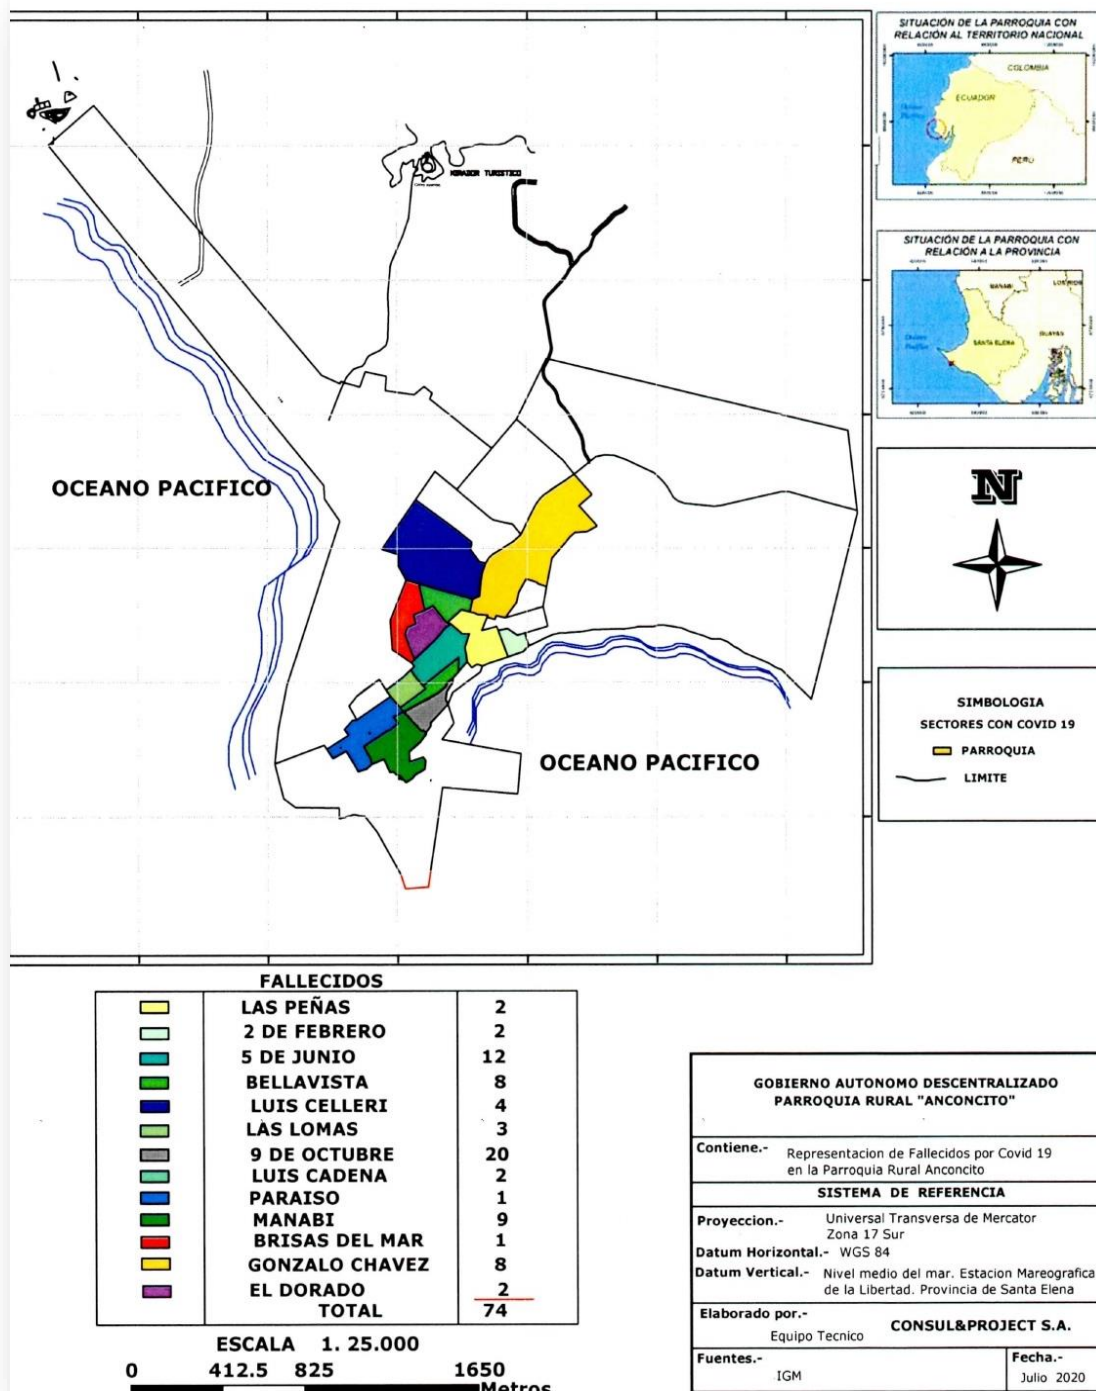 MIRADOR TURISTICO
OCEANO PACIFICO
OCEANO PACIFICO
SITUACIÓN DE LA PARROQUIA CON
RELACIÓN AL TERRITORIO NACIONAL
COLOMBIA
ECUADOR
PERU
SITUACIÓN DE LA PARROQUIA CON
RELACIÓN A LA PROVINCIA
MANABI
LOS RIOS
GUAYAS
SANTA ELENA
N
SIMBOLOGIA
SECTORES CON COVID 19
PARROQUIA
LIMITE
FALLECIDOS
LAS PEÑAS 2
2 DE FEBRERO 2
5 DE JUNIO 12
BELLAVISTA 8
LUIS CELLERI 4
LAS LOMAS 3
9 DE OCTUBRE 20
LUIS CADENA 2
PARAISO 1
MANABI 9
BRISAS DEL MAR 1
GONZALO CHAVEZ 8
EL DORADO 2
TOTAL 74
ESCALA 1. 25.000
0 412.5 825 1650
Metros
GOBIERNO AUTONOMO DESCENTRALIZADO
PARROQUIA RURAL "ANCONCITO"
Contiene.- Representacion de Fallecidos por Covid 19
en la Parroquia Rural Anconcito
SISTEMA DE REFERENCIA
Proyeccion.- Universal Transversa de Mercator
Zona 17 Sur
Datum Horizontal.- WGS 84
Datum Vertical.- Nivel medio del mar. Estacion Mareografica
de la Libertad. Provincia de Santa Elena
Elaborado por.-
Equipo Tecnico CONSUL&PROJECT S.A.
Fuentes.- Fecha.-
IGM Julio 2020